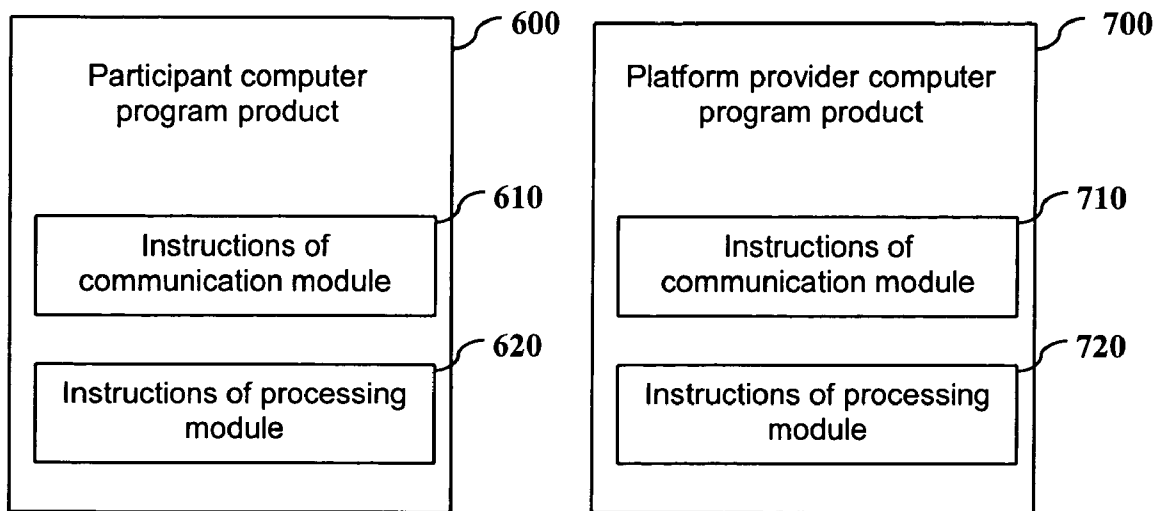 600
Participant computer
program product
610
Instructions of
communication module
620
Instructions of processing
module
700
Platform provider computer
program product
710
Instructions of
communication module
720
Instructions of processing
module